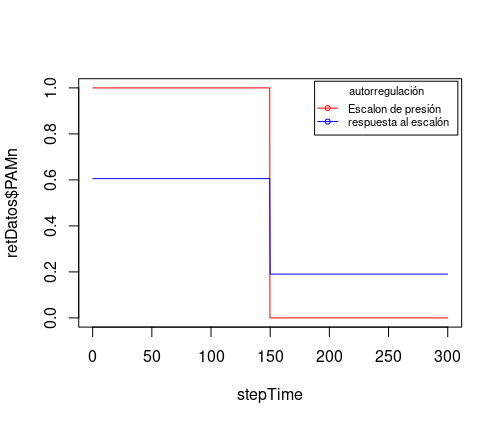 autorregulación
Escalon de presión
respuesta al escalón
retDatos$PAMn
1.0
0.8
0.6
0.4
0.2
0.0
0 50 100 150 200 250 300
stepTime